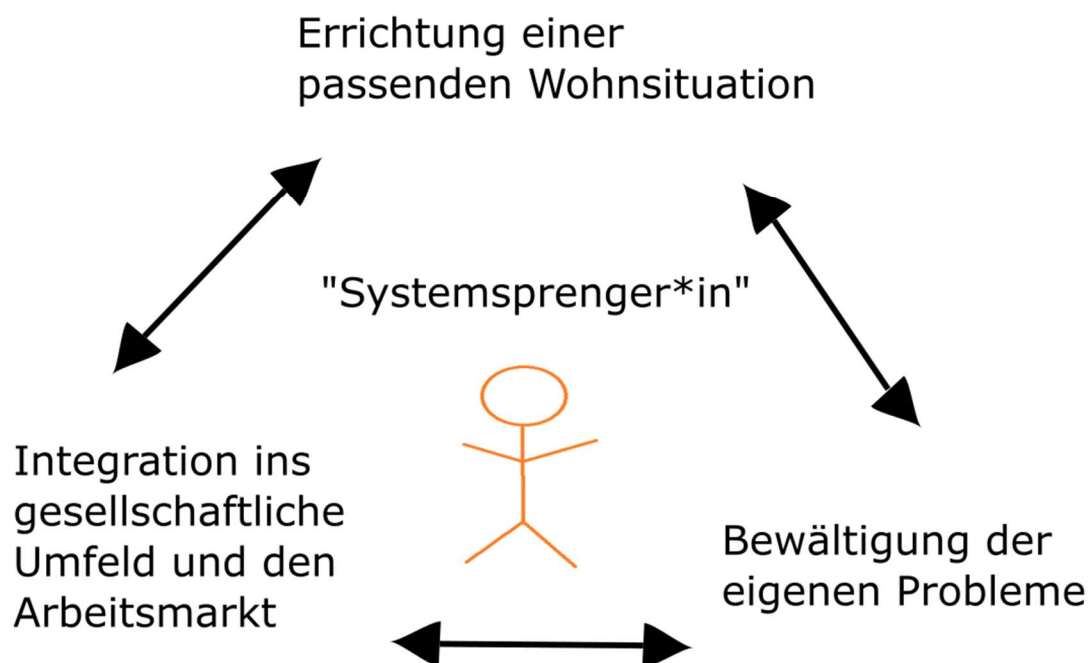 Errichtung einer
passenden Wohnsituation
"Systemsprenger*in"
Integration ins
gesellschaftliche
Umfeld und den
Arbeitsmarkt
Bewältigung der
eigenen Probleme